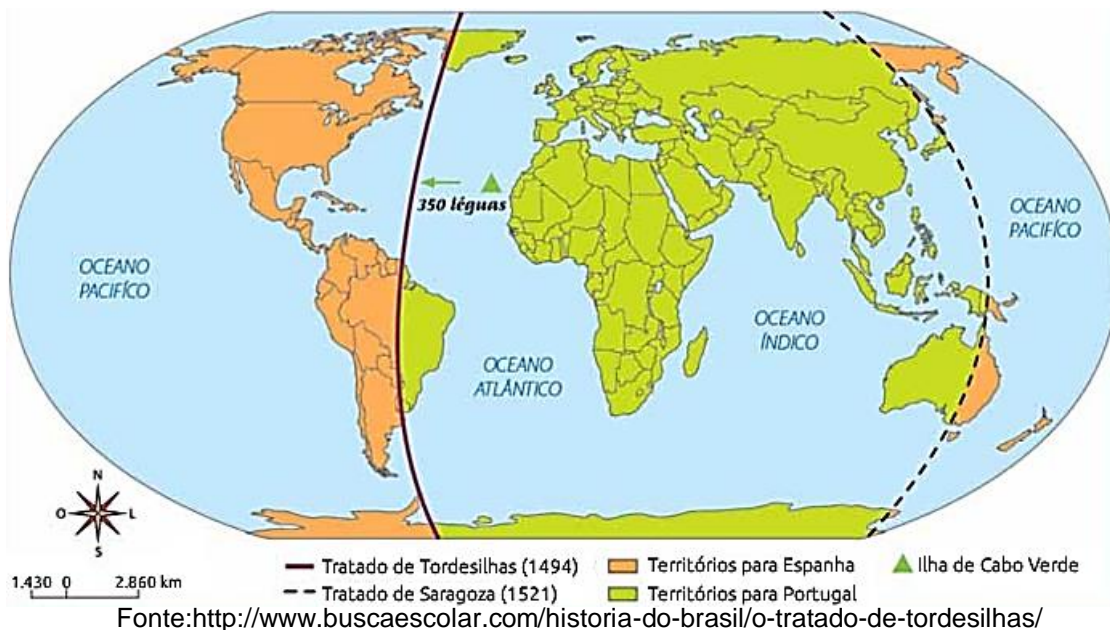 350 léguas
OCEANO
PACIFÍCO
OCEANO
PACIFÍCO
OCEANO
ATLÂNTICO
OCEANO
ÍNDICO
N
O
L
S
1.430 0 2.860 km
Tratado de Tordesilhas (1494)
Tratado de Saragoza (1521)
Territórios para Espanha
Territórios para Portugal
Ilha de Cabo Verde
Fonte:http://www.buscaescolar.com/historia-do-brasil/o-tratado-de-tordesilhas/